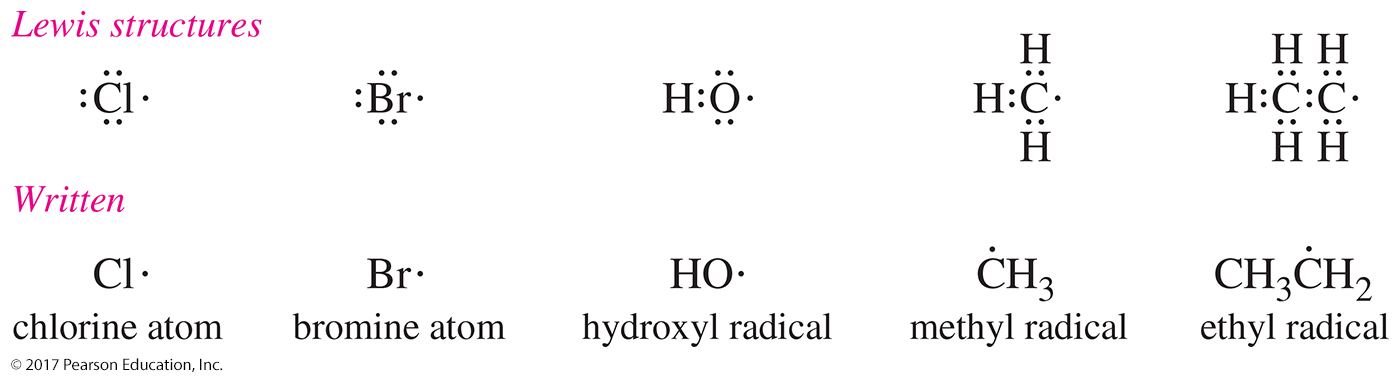 Lewis structures
H H H
:C̈l· :B̈r· H:Ö· H:C· H:C:C·
H H H
Written
Cl· Br· HO· ĊH₃ CH₃ĊH₂
chlorine atom bromine atom hydroxyl radical methyl radical ethyl radical
© 2017 Pearson Education, Inc.